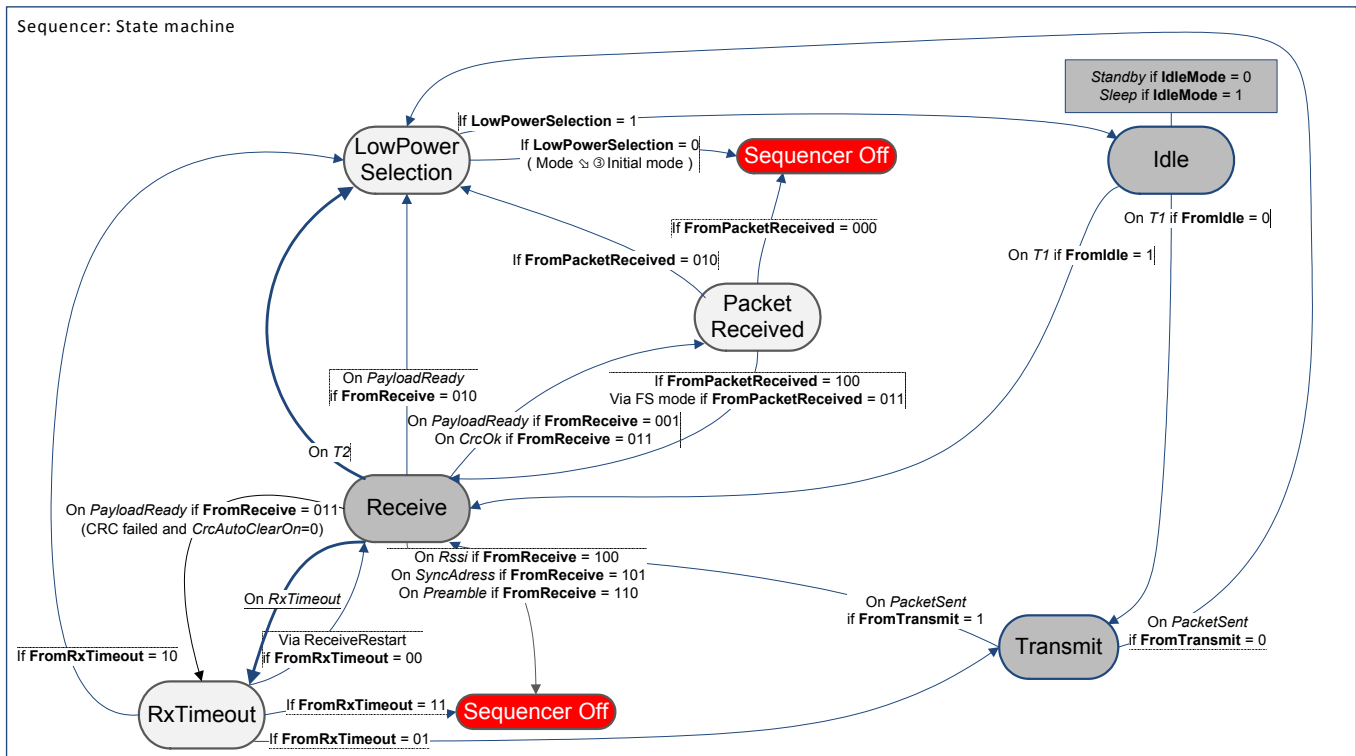 Sequencer: State machine
Standby if IdleMode = 0
Sleep if IdleMode = 1
If LowPowerSelection = 1
LowPower
Selection
If LowPowerSelection = 0
( Mode ⇘ ③ Initial mode )
Sequencer Off
Idle
On T1 if FromIdle = 0
If FromPacketReceived = 000
On T1 if FromIdle = 1
If FromPacketReceived = 010
Packet
Received
On PayloadReady
if FromReceive = 010
If FromPacketReceived = 100
Via FS mode if FromPacketReceived = 011
On PayloadReady if FromReceive = 001
On CrcOk if FromReceive = 011
On T2
Receive
On PayloadReady if FromReceive = 011
(CRC failed and CrcAutoClearOn=0)
On Rssi if FromReceive = 100
On SyncAdress if FromReceive = 101
On Preamble if FromReceive = 110
On RxTimeout
On PacketSent
if FromTransmit = 1
On PacketSent
if FromTransmit = 0
Transmit
Via ReceiveRestart
if FromRxTimeout = 00
If FromRxTimeout = 10
RxTimeout
If FromRxTimeout = 11
Sequencer Off
If FromRxTimeout = 01